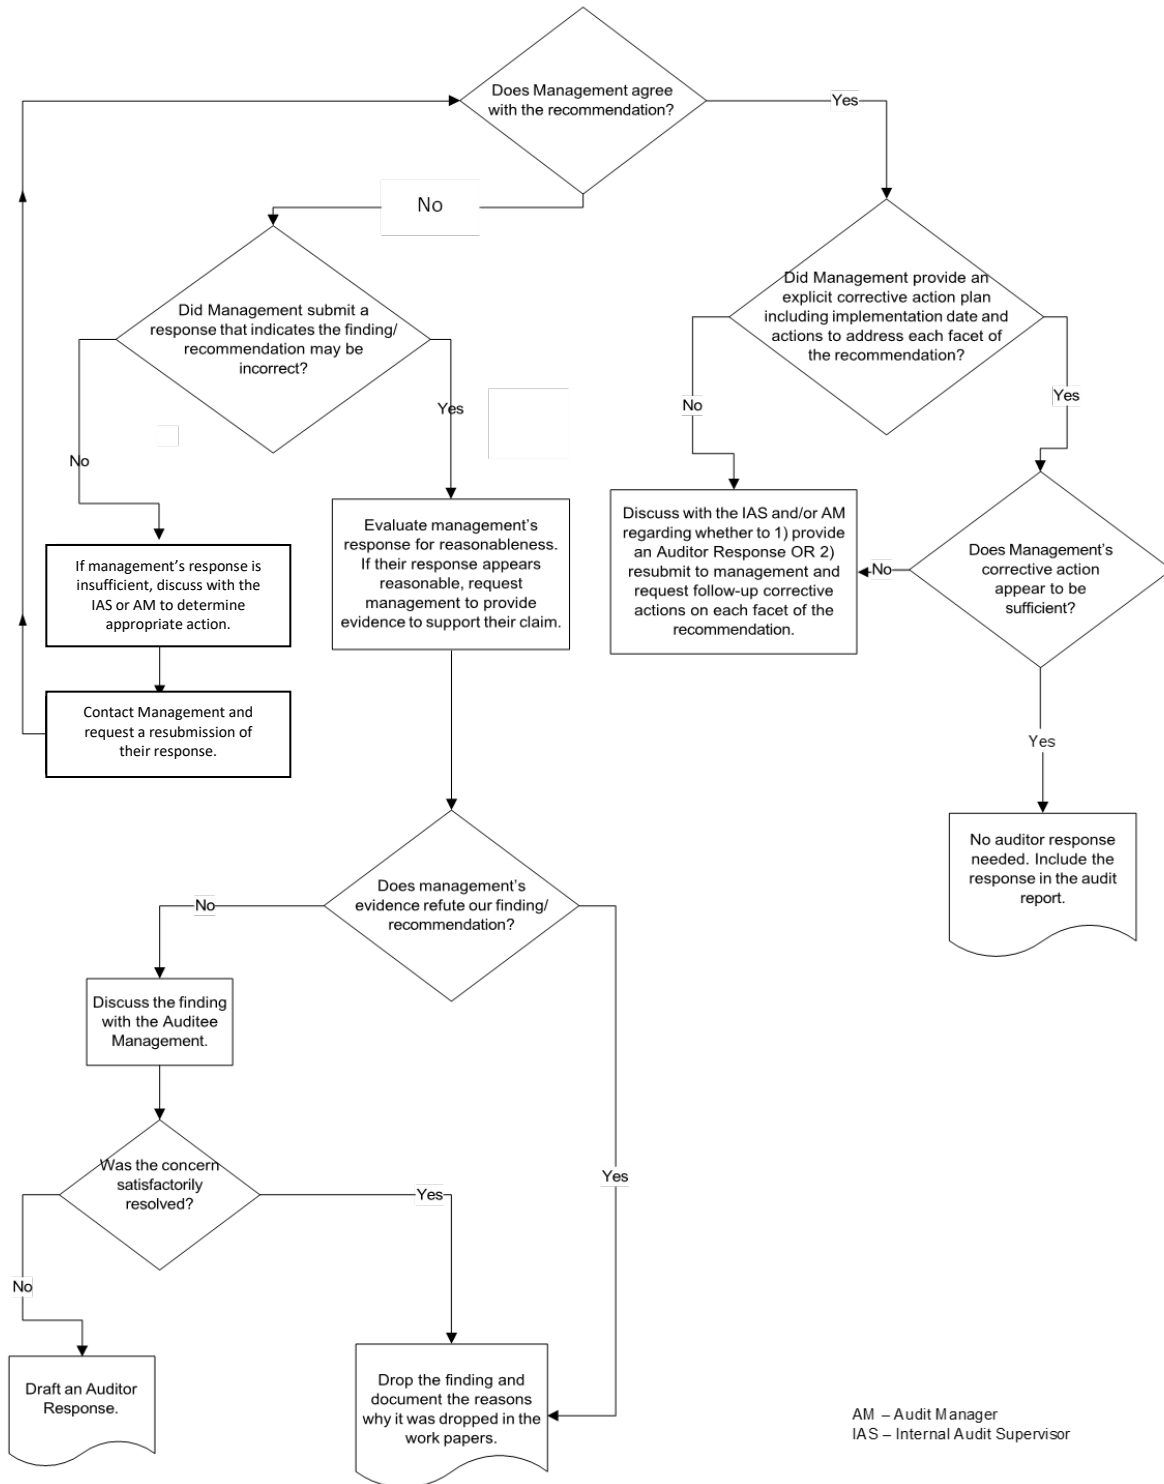 Does Management agree
with the recommendation?
Yes
No
Did Management submit a
response that indicates the finding/
recommendation may be
incorrect?
Did Management provide an
explicit corrective action plan
including implementation date and
actions to address each facet of
the recommendation?
No
Yes
No
Yes
If management's response is
insufficient, discuss with the
IAS or AM to determine
appropriate action.
Evaluate management's
response for reasonableness.
If their response appears
reasonable, request
management to provide
evidence to support their claim.
Discuss with the IAS and/or AM
regarding whether to 1) provide
an Auditor Response OR 2)
resubmit to management and
request follow-up corrective
actions on each facet of the
recommendation.
No
Does Management's
corrective action
appear to be
sufficient?
Contact Management and
request a resubmission of
their response.
Yes
No auditor response
needed. Include the
response in the audit
report.
Does management's
evidence refute our finding/
recommendation?
No
Discuss the finding
with the Auditee
Management.
Yes
Was the concern
satisfactorily
resolved?
Yes
No
Draft an Auditor
Response.
Drop the finding and
document the reasons
why it was dropped in the
work papers.
AM – Audit Manager
IAS – Internal Audit Supervisor